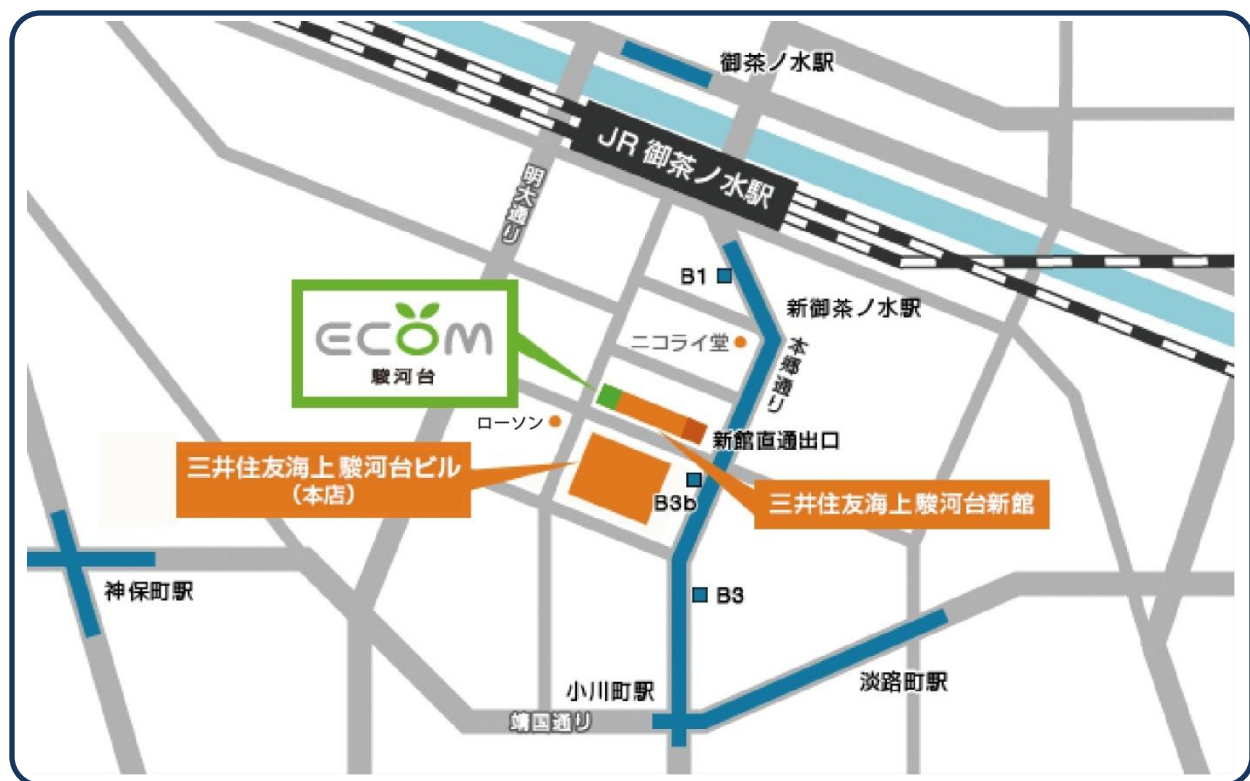 御茶ノ水駅
JR 御茶ノ水駅
明大通り
B1
新御茶ノ水駅
ECOM
駿河台
ニコライ堂
本郷通り
ローソン
新館直通出口
三井住友海上 駿河台ビル
（本店）
B3b
三井住友海上 駿河台新館
神保町駅
B3
小川町駅
淡路町駅
靖国通り